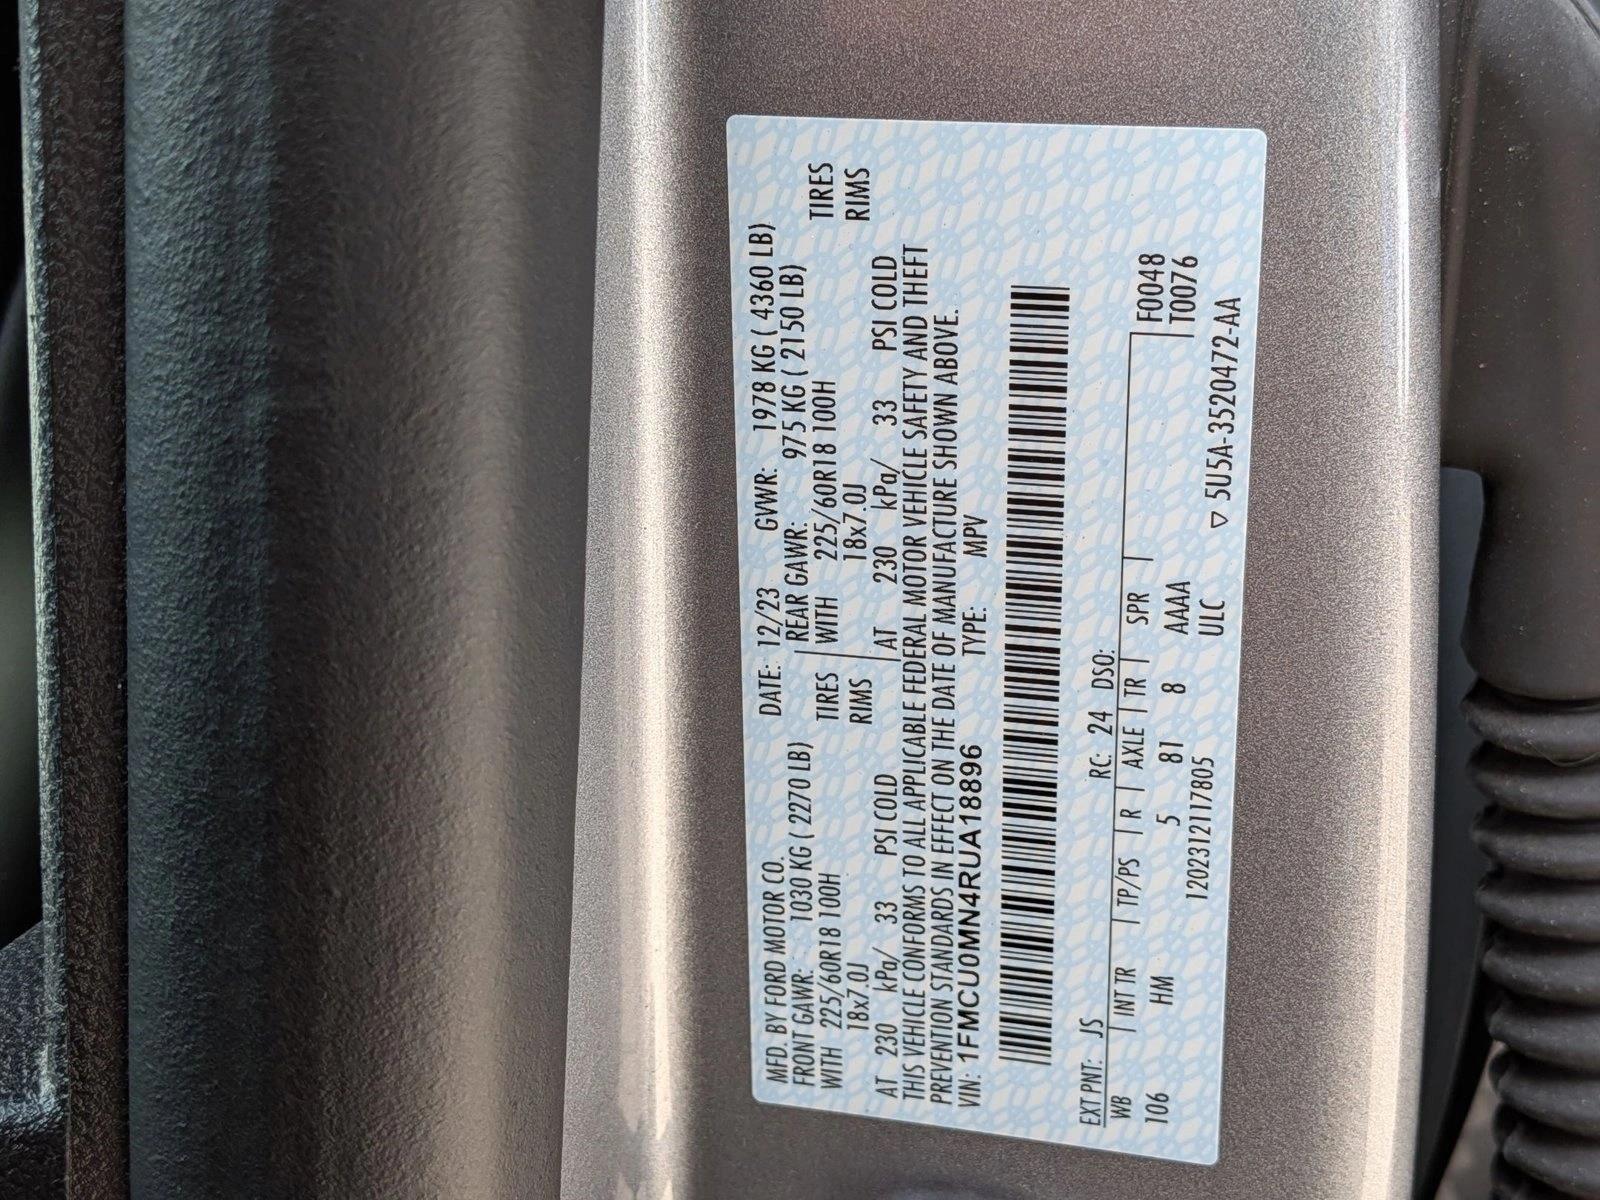 MFD. BY FORD MOTOR CO. DATE: 12/23 GVWR: 1978 KG ( 4360 LB)
FRONT GAWR: 1030 KG ( 2270 LB) REAR GAWR: 975 KG ( 2150 LB)
WITH 225/60R18 100H TIRES WITH 225/60R18 100H TIRES
18x7.0J RIMS 18x7.0J RIMS
AT 230 kPa/ 33 PSI COLD AT 230 kPa/ 33 PSI COLD
THIS VEHICLE CONFORMS TO ALL APPLICABLE FEDERAL MOTOR VEHICLE SAFETY AND THEFT
PREVENTION STANDARDS IN EFFECT ON THE DATE OF MANUFACTURE SHOWN ABOVE.
VIN: 1FMCU0MN4RUA18896 TYPE: MPV
EXT PNT: JS RC: 24 DSO: F0048
WB | INT TR | TP/PS | R | AXLE | TR | SPR | T0076
106 HM 5 81 8 AAAA
12023121117805 ULC ▽ 5U5A-3520472-AA